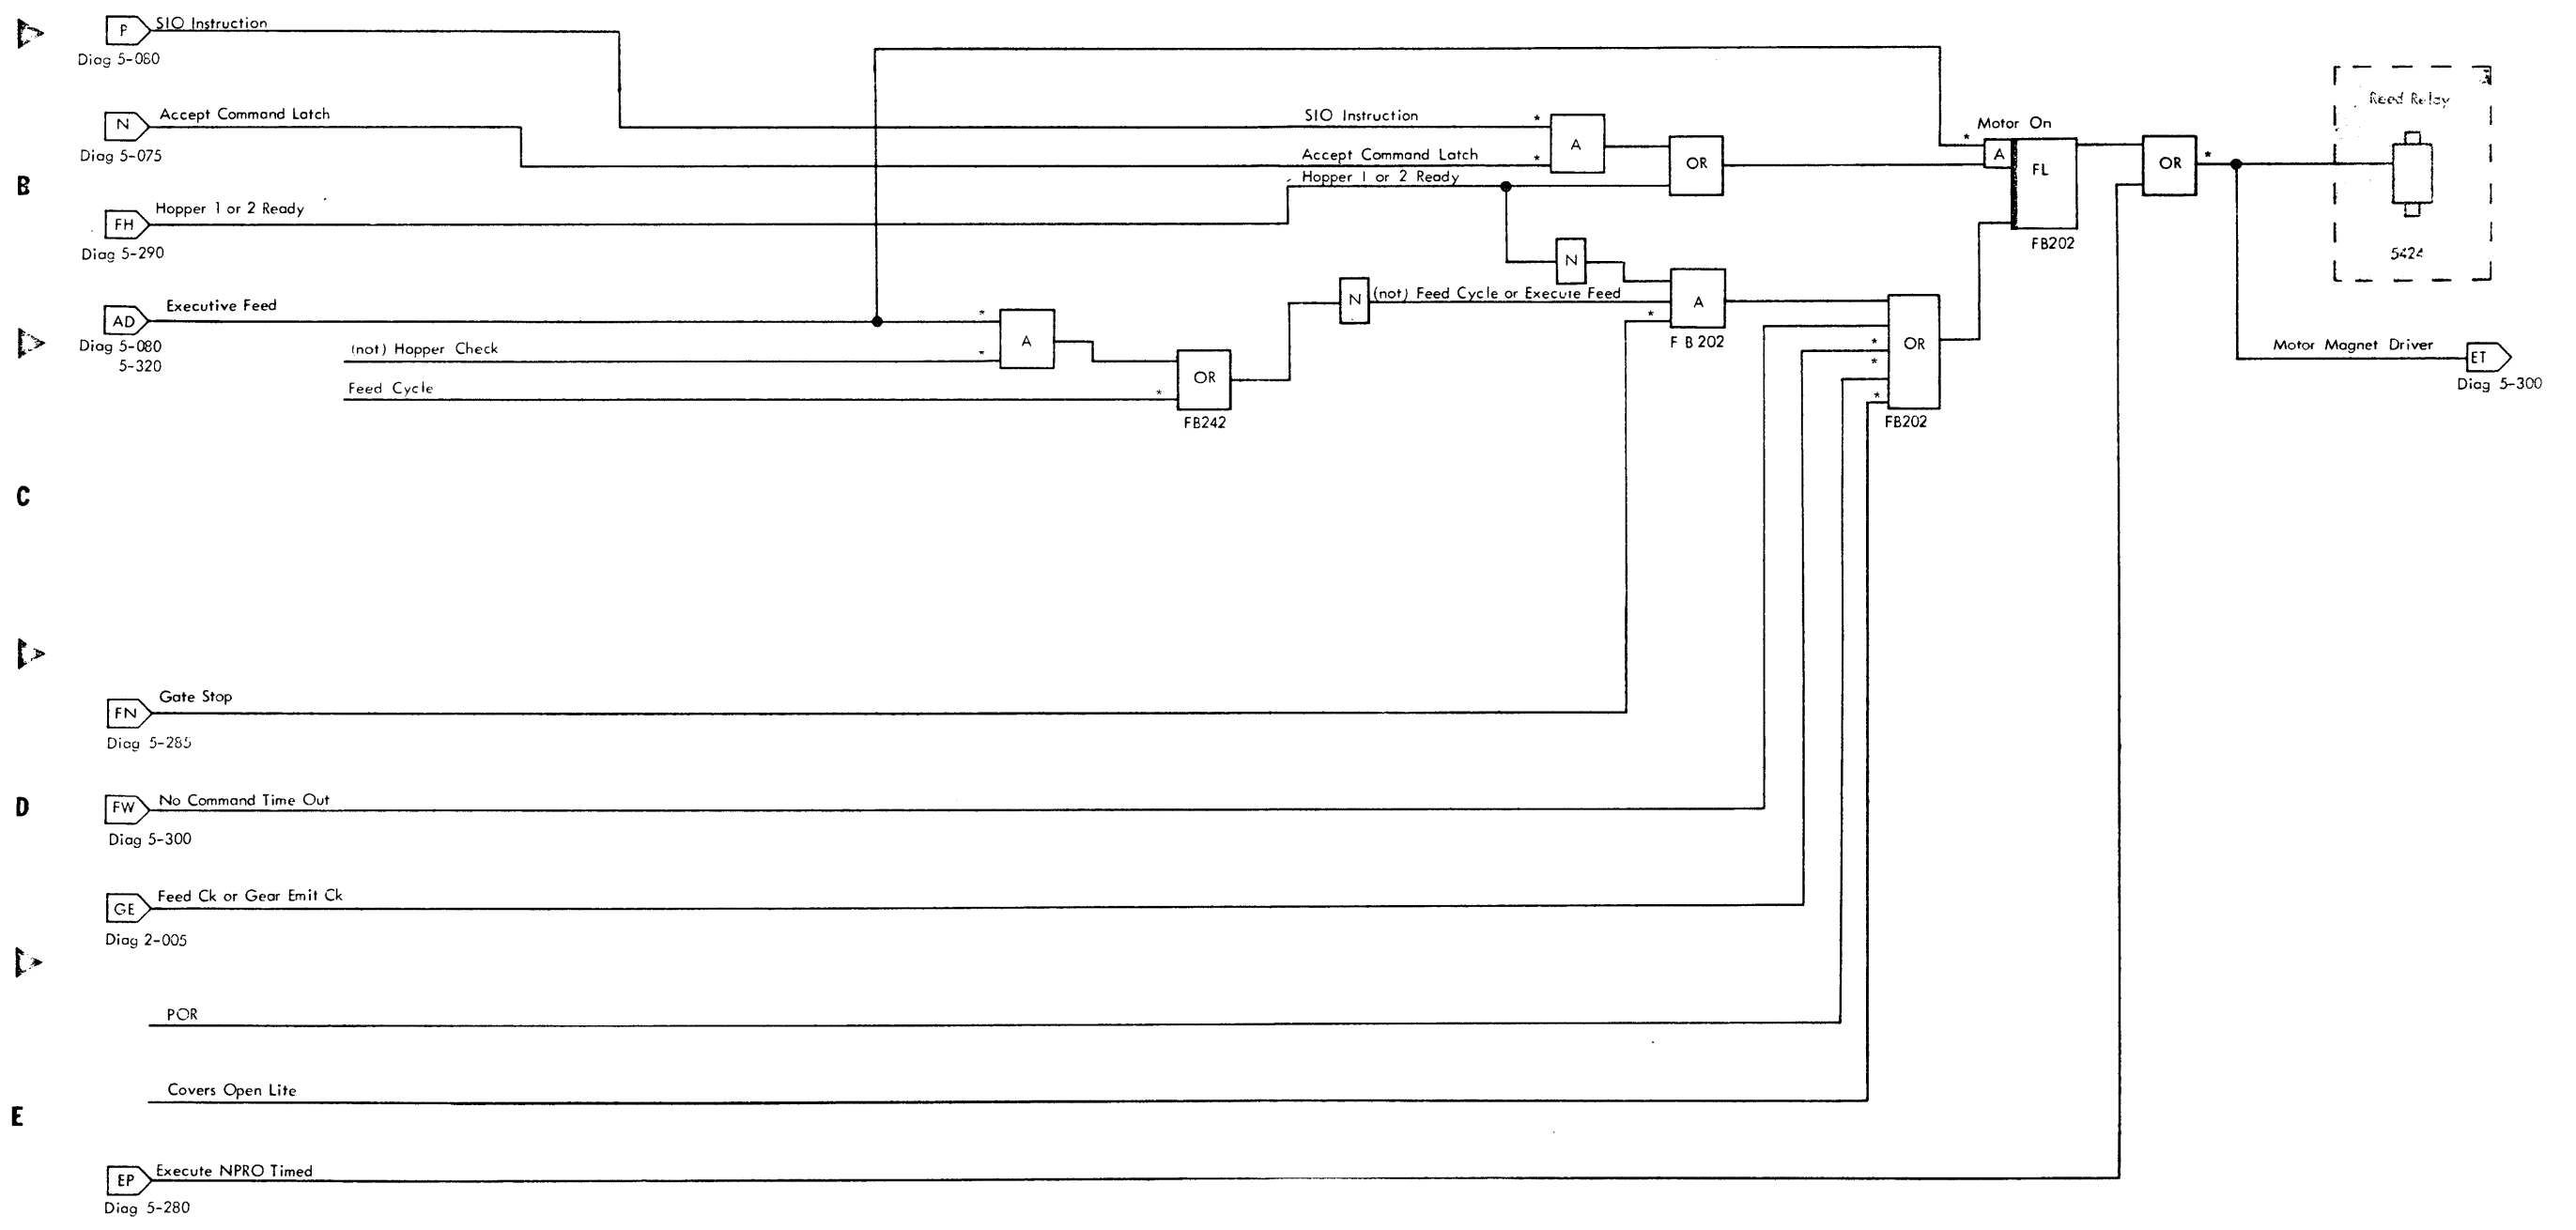 P SIO Instruction
Diag 5-080
N Accept Command Latch
Diag 5-075
B
FH Hopper 1 or 2 Ready
Diag 5-290
AD Executive Feed
Diag 5-080
5-320
(not) Hopper Check
Feed Cycle
* A
*
* OR
FB242
SIO Instruction *
Accept Command Latch *
Hopper 1 or 2 Ready
A
OR
N
N (not) Feed Cycle or Execute Feed
*
A
F B 202
*
*
*
OR
FB202
Motor On
*
A
FL
FB202
OR
*
Reed Relay
5424
Motor Magnet Driver ET
Diag 5-300
C
FN Gate Stop
Diag 5-285
D
FW No Command Time Out
Diag 5-300
GE Feed Ck or Gear Emit Ck
Diag 2-005
POR
Covers Open Lite
E
EP Execute NPRO Timed
Diag 5-280